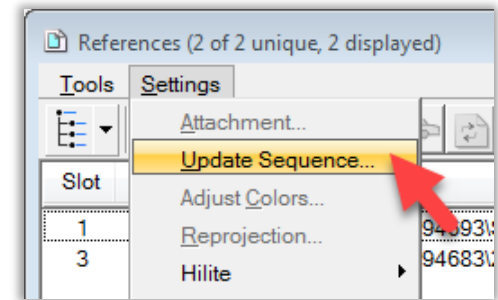 References (2 of 2 unique, 2 displayed)
Tools Settings
Attachment...
Update Sequence...
Slot
Adjust Colors...
1
Reprojection...
3
Hilite